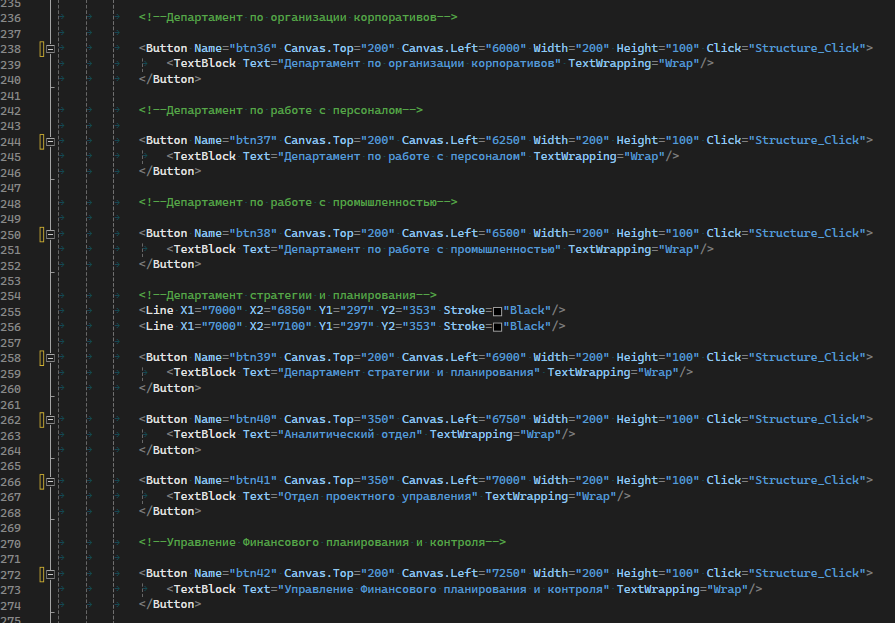 235
236 <!--Департамент по организации корпоративов-->
237
238 <Button Name="btn36" Canvas.Top="200" Canvas.Left="6000" Width="200" Height="100" Click="Structure_Click">
239 <TextBlock Text="Департамент по организации корпоративов" TextWrapping="Wrap"/>
240 </Button>
241
242 <!--Департамент по работе с персоналом-->
243
244 <Button Name="btn37" Canvas.Top="200" Canvas.Left="6250" Width="200" Height="100" Click="Structure_Click">
245 <TextBlock Text="Департамент по работе с персоналом" TextWrapping="Wrap"/>
246 </Button>
247
248 <!--Департамент по работе с промышленностью-->
249
250 <Button Name="btn38" Canvas.Top="200" Canvas.Left="6500" Width="200" Height="100" Click="Structure_Click">
251 <TextBlock Text="Департамент по работе с промышленностью" TextWrapping="Wrap"/>
252 </Button>
253
254 <!--Департамент стратегии и планирования-->
255 <Line X1="7000" X2="6850" Y1="297" Y2="353" Stroke="Black"/>
256 <Line X1="7000" X2="7100" Y1="297" Y2="353" Stroke="Black"/>
257
258 <Button Name="btn39" Canvas.Top="200" Canvas.Left="6900" Width="200" Height="100" Click="Structure_Click">
259 <TextBlock Text="Департамент стратегии и планирования" TextWrapping="Wrap"/>
260 </Button>
261
262 <Button Name="btn40" Canvas.Top="350" Canvas.Left="6750" Width="200" Height="100" Click="Structure_Click">
263 <TextBlock Text="Аналитический отдел" TextWrapping="Wrap"/>
264 </Button>
265
266 <Button Name="btn41" Canvas.Top="350" Canvas.Left="7000" Width="200" Height="100" Click="Structure_Click">
267 <TextBlock Text="Отдел проектного управления" TextWrapping="Wrap"/>
268 </Button>
269
270 <!--Управление Финансового планирования и контроля-->
271
272 <Button Name="btn42" Canvas.Top="200" Canvas.Left="7250" Width="200" Height="100" Click="Structure_Click">
273 <TextBlock Text="Управление Финансового планирования и контроля" TextWrapping="Wrap"/>
274 </Button>
275